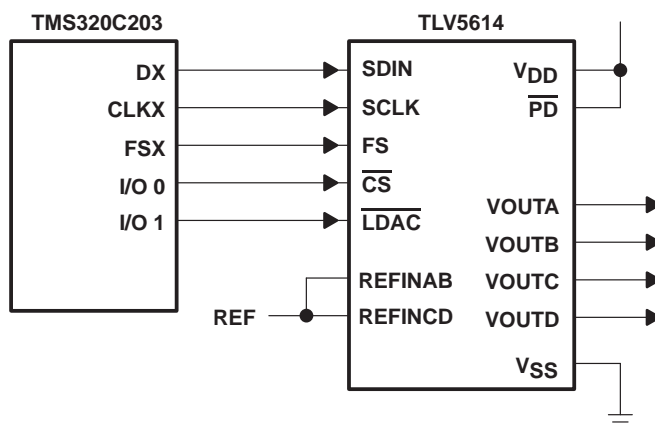 TMS320C203
TLV5614
DX
CLKX
FSX
I/O 0
I/O 1
SDIN
SCLK
FS
CS
LDAC
REFINAB
REFINCD
REF
VDD
PD
VOUTA
VOUTB
VOUTC
VOUTD
VSS